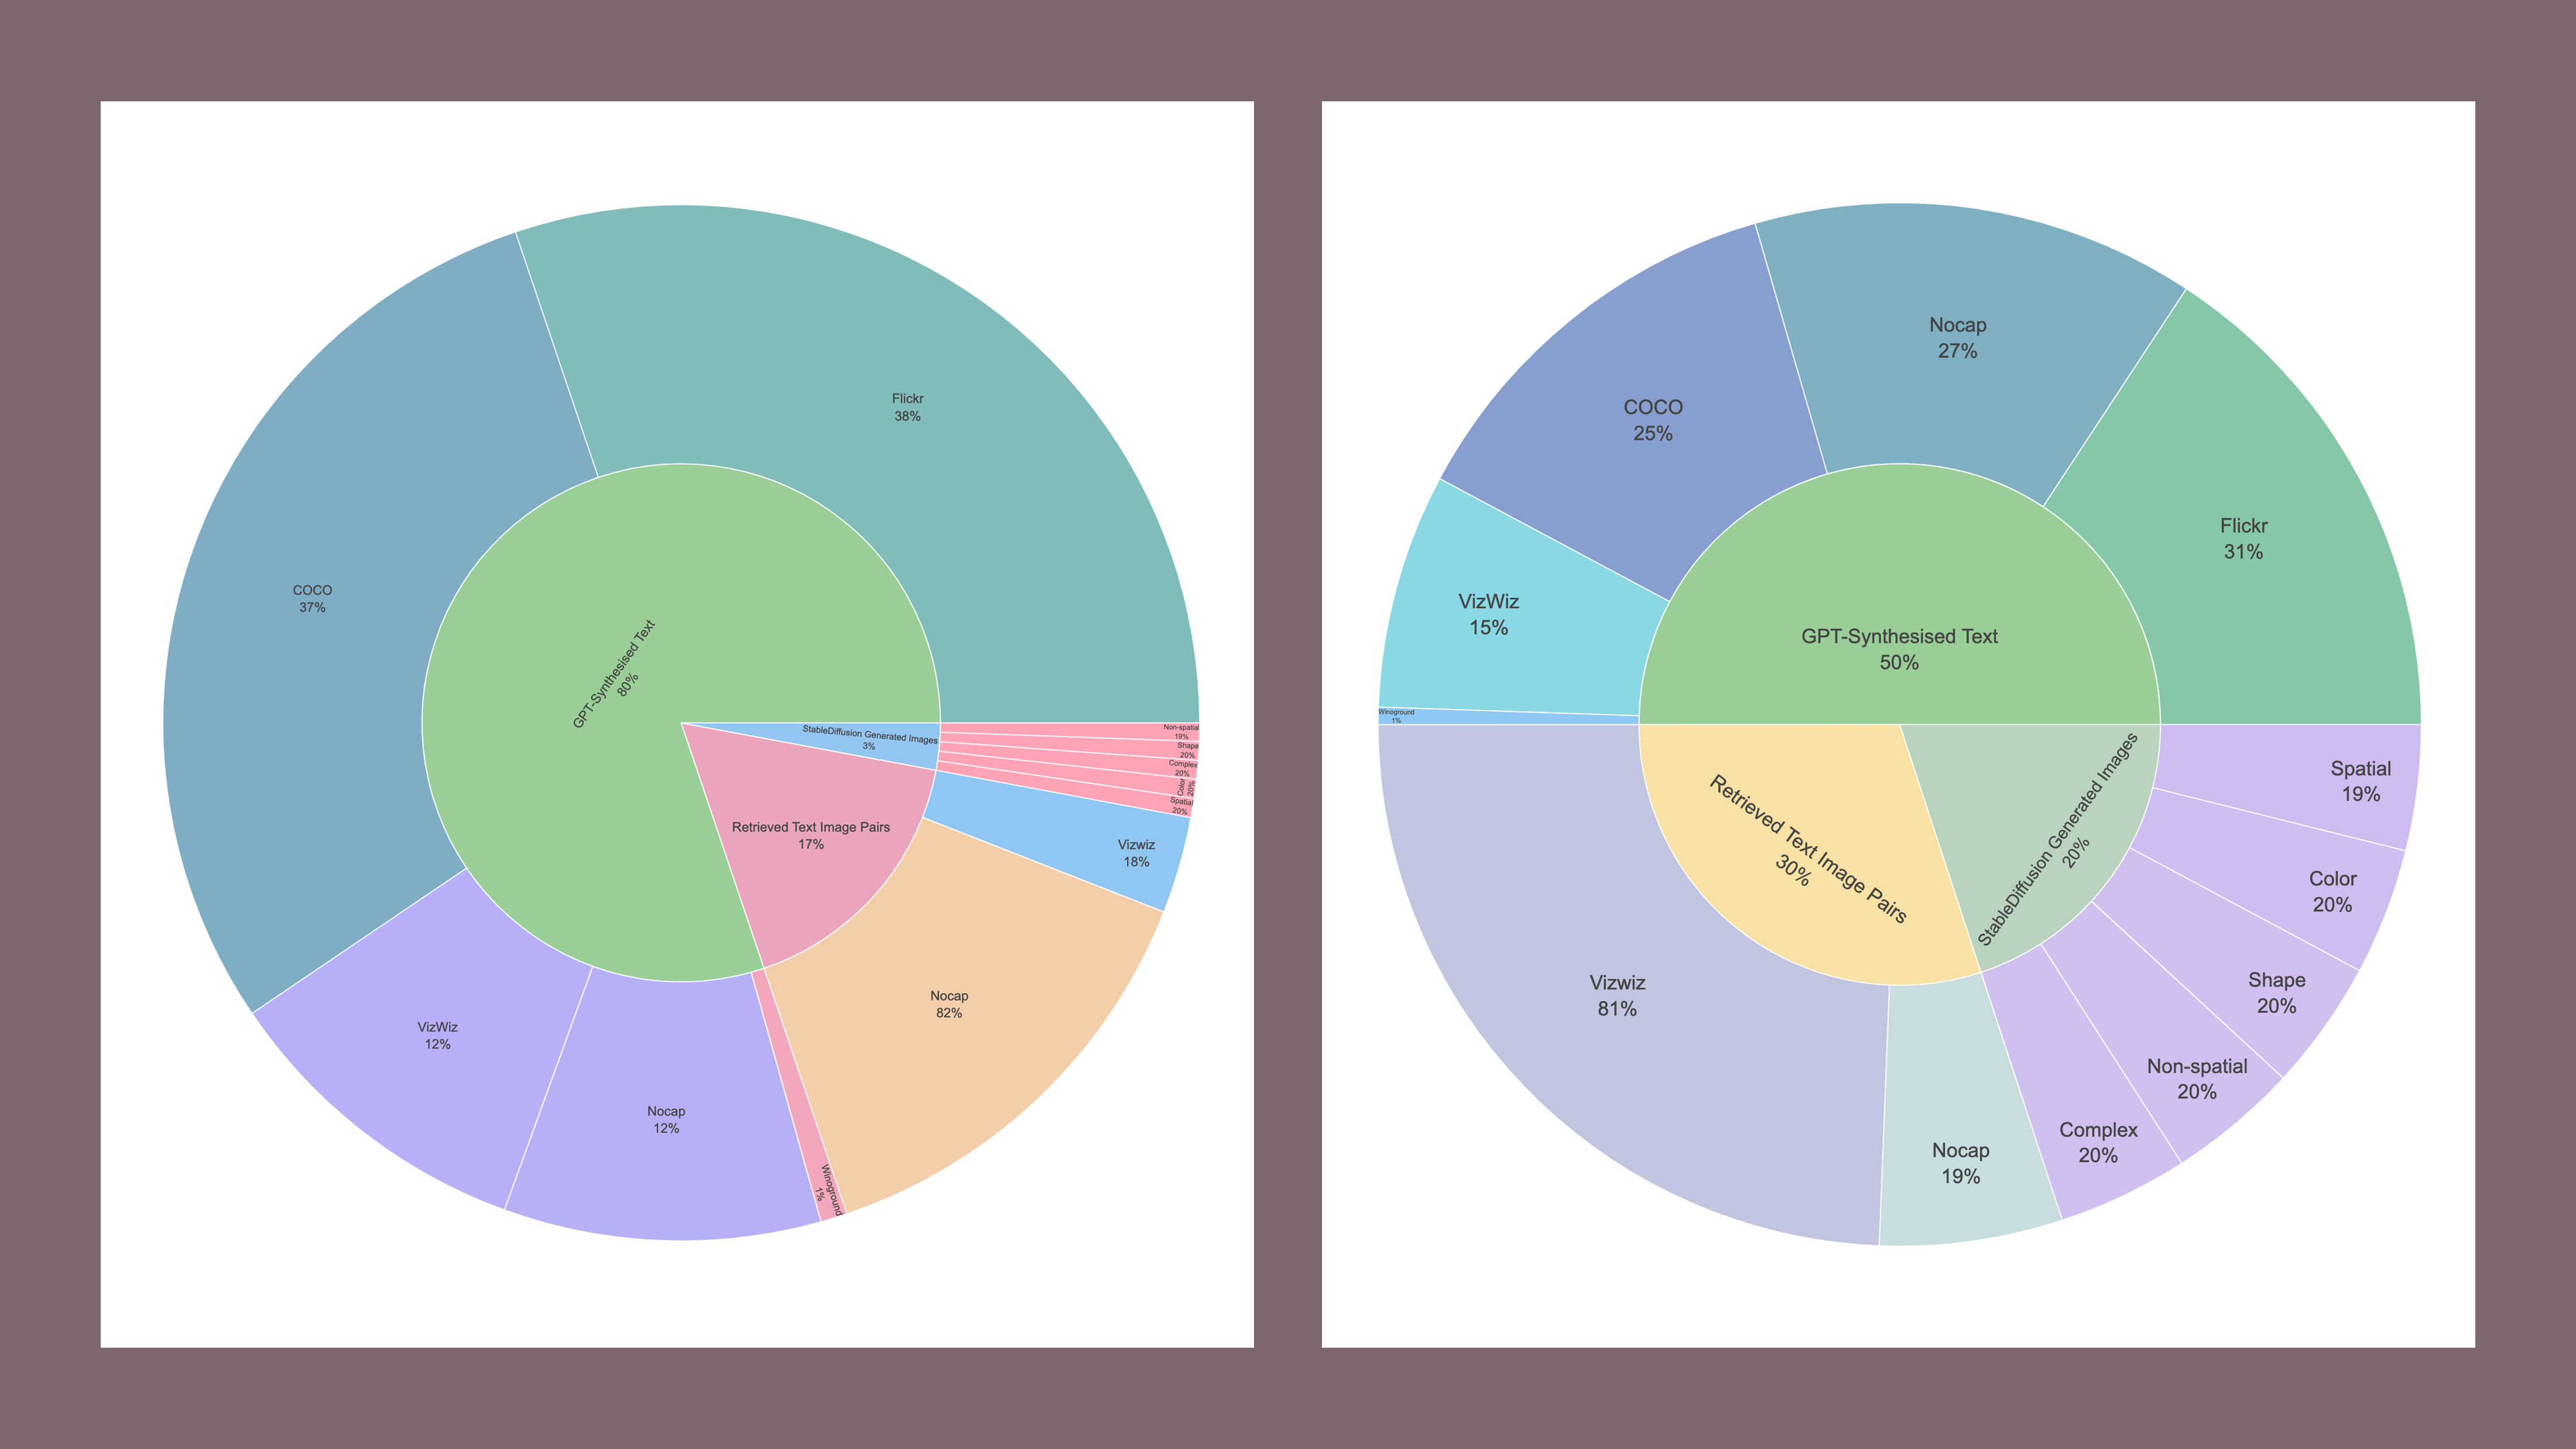 Flickr
38%
COCO
37%
GPT-Synthesised Text
80%
StableDiffusion Generated Images
3%
Non-spatial
19%
Shape
20%
Complex
20%
Color
20%
Spatial
20%
Retrieved Text Image Pairs
17%
Vizwiz
18%
Nocap
82%
VizWiz
12%
Nocap
12%
Winoground
1%
Nocap
27%
COCO
25%
Flickr
31%
VizWiz
15%
GPT-Synthesised Text
50%
Winoground
1%
Retrieved Text Image Pairs
30%
StableDiffusion Generated Images
20%
Spatial
19%
Color
20%
Shape
20%
Non-spatial
20%
Complex
20%
Vizwiz
81%
Nocap
19%